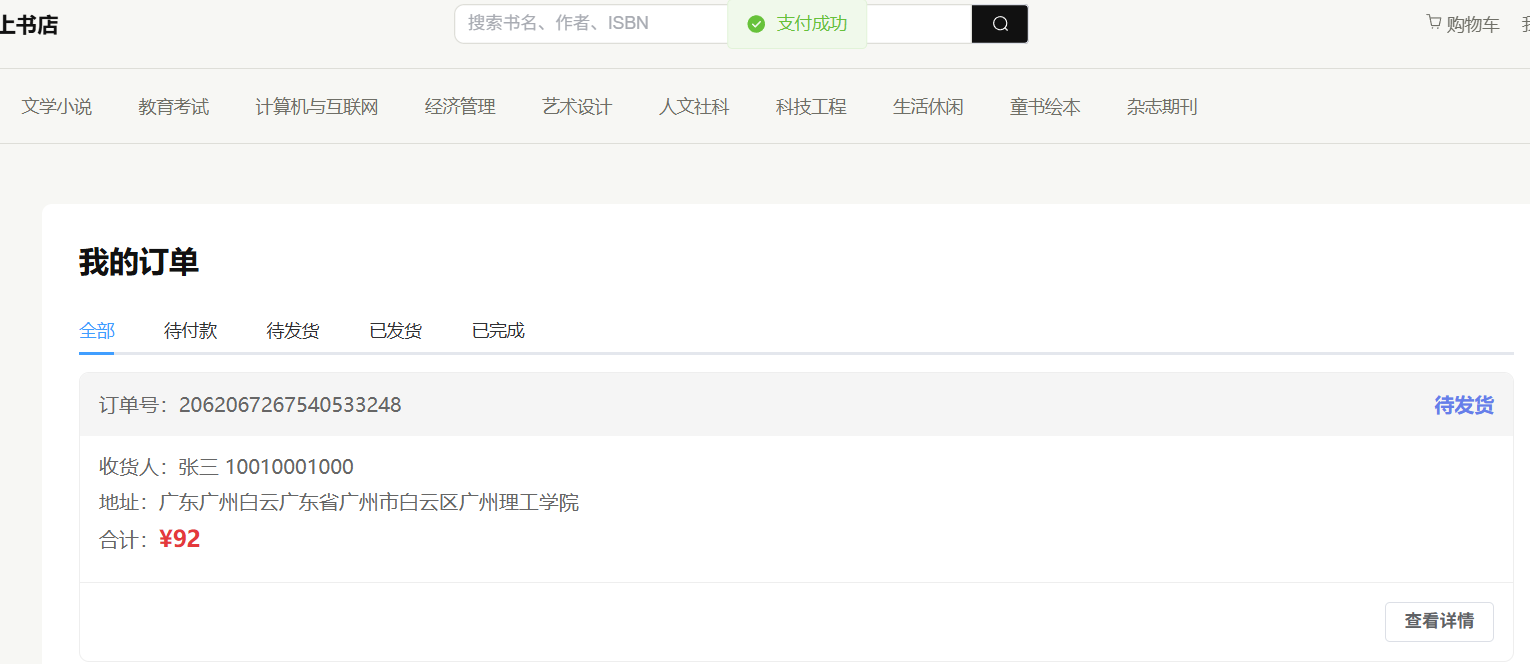 上书店
搜索书名、作者、ISBN
支付成功
购物车
文学小说 教育考试 计算机与互联网 经济管理 艺术设计 人文社科 科技工程 生活休闲 童书绘本 杂志期刊
我的订单
全部 待付款 待发货 已发货 已完成
订单号：2062067267540533248 待发货
收货人：张三 10010001000
地址：广东广州白云广东省广州市白云区广州理工学院
合计：¥92
查看详情